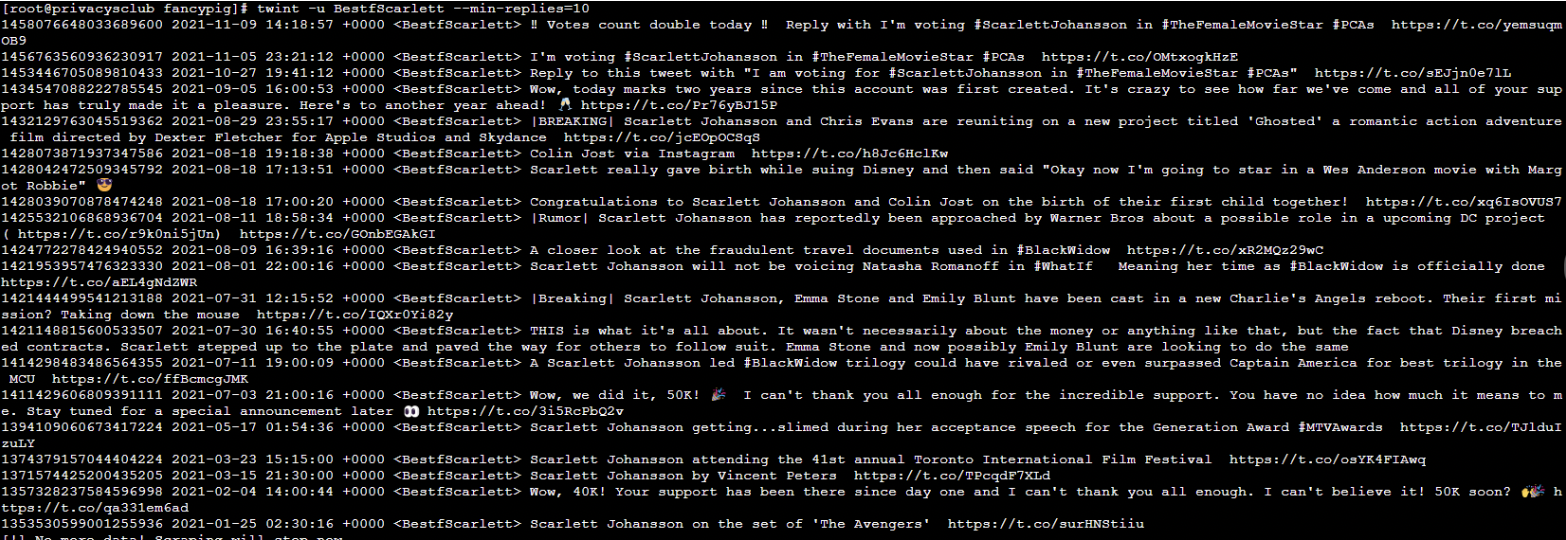 [root@privacysclub fancypig]# twint -u BestfScarlett --min-replies=10
1458076648033689600 2021-11-09 14:18:57 +0000 <BestfScarlett> ‼ Votes count double today ‼  Reply with I'm voting #ScarlettJohansson in #TheFemaleMovieStar #PCAs  https://t.co/yemsuqm
OB9
1456763560936230917 2021-11-05 23:21:12 +0000 <BestfScarlett> I'm voting #ScarlettJohansson in #TheFemaleMovieStar #PCAs  https://t.co/OMtxogkHzE
1453446705089810433 2021-10-27 19:41:12 +0000 <BestfScarlett> Reply to this tweet with "I am voting for #ScarlettJohansson in #TheFemaleMovieStar #PCAs"  https://t.co/sEJjn0e7lL
1434547088222785545 2021-09-05 16:00:53 +0000 <BestfScarlett> Wow, today marks two years since this account was first created. It's crazy to see how far we've come and all of your sup
port has truly made it a pleasure. Here's to another year ahead! 🥂 https://t.co/Pr76yBJ15P
1432129763045519362 2021-08-29 23:55:17 +0000 <BestfScarlett> |BREAKING| Scarlett Johansson and Chris Evans are reuniting on a new project titled 'Ghosted' a romantic action adventure
 film directed by Dexter Fletcher for Apple Studios and Skydance  https://t.co/jcEOpOCSqS
1428073871937347586 2021-08-18 19:18:38 +0000 <BestfScarlett> Colin Jost via Instagram  https://t.co/h8Jc6HclKw
1428042472509345792 2021-08-18 17:13:51 +0000 <BestfScarlett> Scarlett really gave birth while suing Disney and then said "Okay now I'm going to star in a Wes Anderson movie with Marg
ot Robbie" 😎
1428039070878474248 2021-08-18 17:00:20 +0000 <BestfScarlett> Congratulations to Scarlett Johansson and Colin Jost on the birth of their first child together!  https://t.co/xq6IsOVUS7
1425532106868936704 2021-08-11 18:58:34 +0000 <BestfScarlett> |Rumor| Scarlett Johansson has reportedly been approached by Warner Bros about a possible role in a upcoming DC project
( https://t.co/r9k0ni5jUn)  https://t.co/GOnbEGAkGI
1424772278424940552 2021-08-09 16:39:16 +0000 <BestfScarlett> A closer look at the fraudulent travel documents used in #BlackWidow  https://t.co/xR2MQz29wC
1421953957476323330 2021-08-01 22:00:16 +0000 <BestfScarlett> Scarlett Johansson will not be voicing Natasha Romanoff in #WhatIf   Meaning her time as #BlackWidow is officially done
https://t.co/aEL4gNdZWR
1421444499541213188 2021-07-31 12:15:52 +0000 <BestfScarlett> |Breaking| Scarlett Johansson, Emma Stone and Emily Blunt have been cast in a new Charlie's Angels reboot. Their first mi
ssion? Taking down the mouse  https://t.co/IQXr0Yi82y
1421148815600533507 2021-07-30 16:40:55 +0000 <BestfScarlett> THIS is what it's all about. It wasn't necessarily about the money or anything like that, but the fact that Disney breach
ed contracts. Scarlett stepped up to the plate and paved the way for others to follow suit. Emma Stone and now possibly Emily Blunt are looking to do the same
1414298483486564355 2021-07-11 19:00:09 +0000 <BestfScarlett> A Scarlett Johansson led #BlackWidow trilogy could have rivaled or even surpassed Captain America for best trilogy in the
 MCU  https://t.co/ffBcmcgJMK
1411429606809391111 2021-07-03 21:00:16 +0000 <BestfScarlett> Wow, we did it, 50K! 🎉  I can't thank you all enough for the incredible support. You have no idea how much it means to m
e. Stay tuned for a special announcement later 👀 https://t.co/3i5RcPbQ2v
1394109060673417224 2021-05-17 01:54:36 +0000 <BestfScarlett> Scarlett Johansson getting...slimed during her acceptance speech for the Generation Award #MTVAwards  https://t.co/TJlduI
zuLY
1374379157044404224 2021-03-23 15:15:00 +0000 <BestfScarlett> Scarlett Johansson attending the 41st annual Toronto International Film Festival  https://t.co/osYK4FIAwq
1371574425200435205 2021-03-15 21:30:00 +0000 <BestfScarlett> Scarlett Johansson by Vincent Peters  https://t.co/TPcqdF7XLd
1357328237584596998 2021-02-04 14:00:44 +0000 <BestfScarlett> Wow, 40K! Your support has been there since day one and I can't thank you all enough. I can't believe it! 50K soon? 🙌🎉 h
ttps://t.co/qa331em6ad
1353530599001255936 2021-01-25 02:30:16 +0000 <BestfScarlett> Scarlett Johansson on the set of 'The Avengers'  https://t.co/surHNStiiu
[!] No more data! Scraping will stop now.